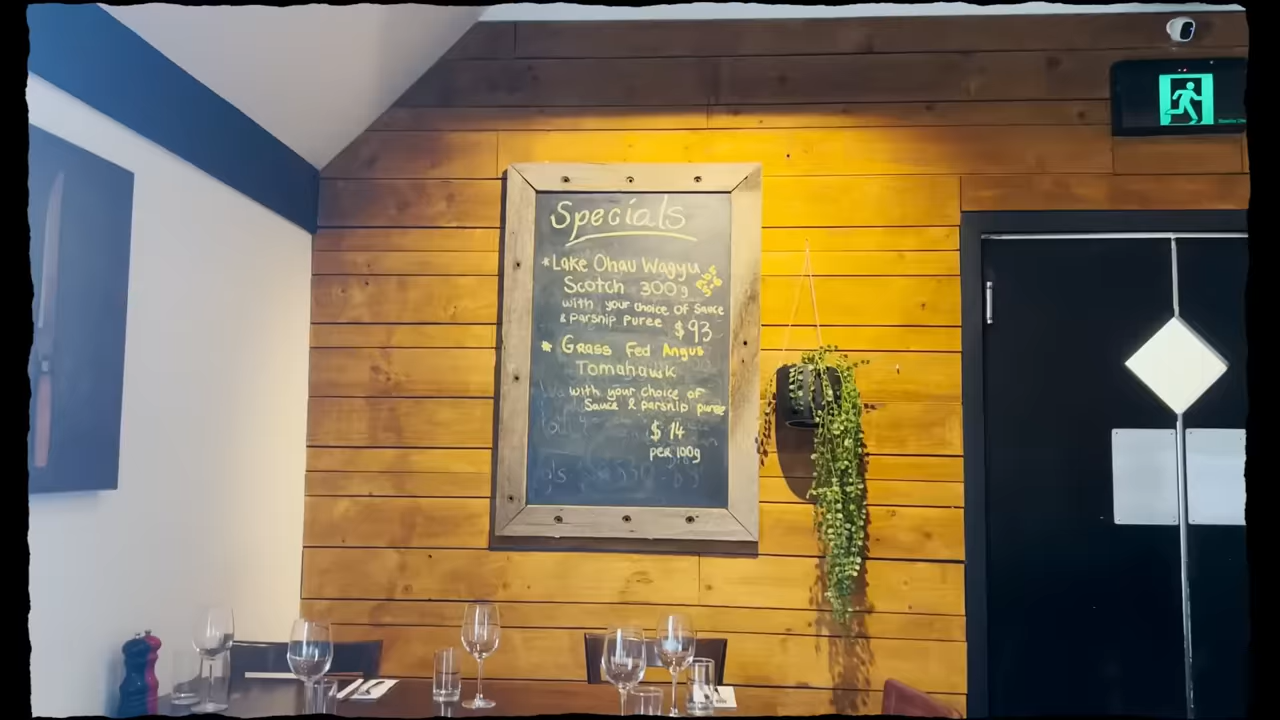 Specials
*Lake Ohau Wagyu
Scotch 300g
with your choice of Sauce
& parsnip Puree $93
* Grass Fed Angus
Tomahawk
with your choice of
Sauce & parsnip puree
$14
per 100g